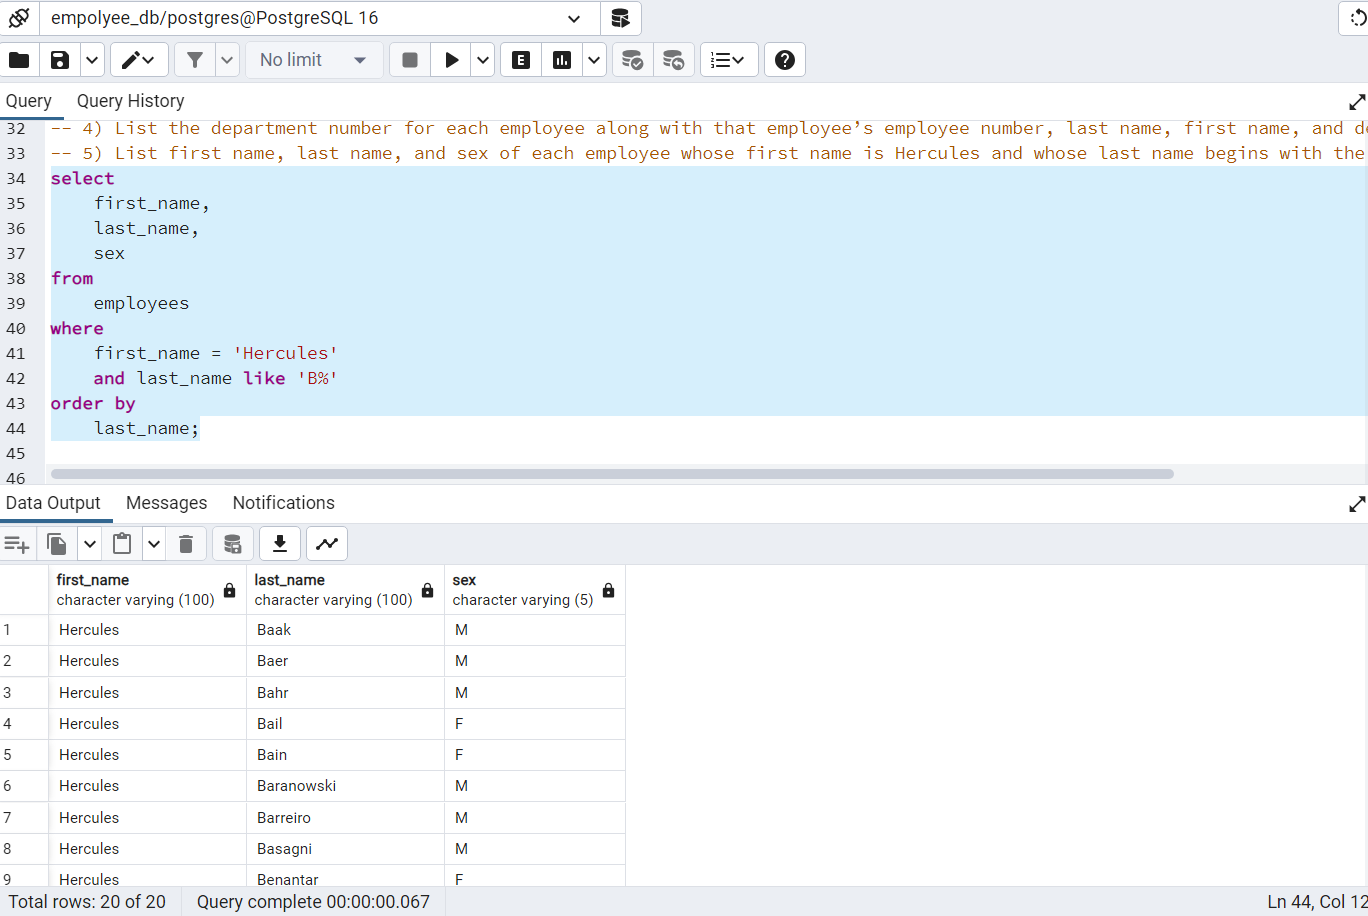 empolyee_db/postgres@PostgreSQL 16
No limit
E
Query Query History
32 -- 4) List the department number for each employee along with that employee’s employee number, last name, first name, and
33 -- 5) List first name, last name, and sex of each employee whose first name is Hercules and whose last name begins with the
34 select
35 first_name,
36 last_name,
37 sex
38 from
39 employees
40 where
41 first_name = 'Hercules'
42 and last_name like 'B%'
43 order by
44 last_name;
45
46
Data Output Messages Notifications
first_name last_name sex
character varying (100) character varying (100) character varying (5)
1 Hercules Baak M
2 Hercules Baer M
3 Hercules Bahr M
4 Hercules Bail F
5 Hercules Bain F
6 Hercules Baranowski M
7 Hercules Barreiro M
8 Hercules Basagni M
9 Hercules Benantar F
Total rows: 20 of 20 Query complete 00:00:00.067 Ln 44, Col 12